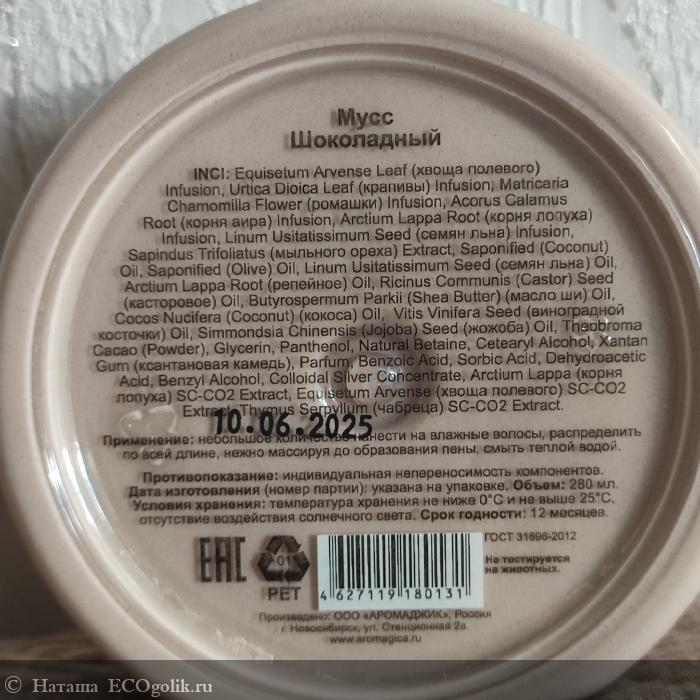 Мусс
Шоколадный
INCI: Equisetum Arvense Leaf (хвоща полевого)
Infusion, Urtica Dioica Leaf (крапивы) Infusion, Matricaria
Chamomilla Flower (ромашки) Infusion, Acorus Calamus
Root (корня аира) Infusion, Arctium Lappa Root (корня лопуха)
Infusion, Linum Usitatissimum Seed (семян льна) Infusion,
Sapindus Trifoliatus (мыльного ореха) Extract, Saponified (Coconut)
Oil, Saponified (Olive) Oil, Linum Usitatissimum Seed (семян льна) Oil,
Arctium Lappa Root (репейное) Oil, Ricinus Communis (Castor) Seed
(касторовое) Oil, Butyrospermum Parkii (Shea Butter) (масло ши) Oil,
Cocos Nucifera (Coconut) (кокоса) Oil, Vitis Vinifera Seed (виноградной
косточки) Oil, Simmondsia Chinensis (Jojoba) Seed (жожоба) Oil, Theobroma
Cacao (Powder), Glycerin, Panthenol, Natural Betaine, Cetearyl Alcohol, Xantan
Gum (ксантановая камедь), Parfum, Benzoic Acid, Sorbic Acid, Dehydroacetic
Acid, Benzyl Alcohol, Colloidal Silver Concentrate, Arctium Lappa (корня
лопуха) SC-CO2 Extract, Equisetum Arvense (хвоща полевого) SC-CO2
Extract, Thymus Serpyllum (чабреца) SC-CO2 Extract.
10.06.2025
Применение: небольшое количество нанести на влажные волосы, распределить
по всей длине, нежно массируя до образования пены, смыть теплой водой.
Противопоказание: индивидуальная непереносимость компонентов.
Дата изготовления (номер партии): указана на упаковке. Объем: 280 мл.
Условия хранения: температура хранения не ниже 0°C и не выше 25°C,
отсутствие воздействия солнечного света. Срок годности: 12 месяцев.
ГОСТ 31696-2012
EAC
01
PET
Не тестируется
на животных.
4 627119 180131
Произведено: ООО «АРОМАДЖИК», Россия
г. Новосибирск, ул. Станционная 2а
www.aromagica.ru
© Наташа ECOgolik.ru